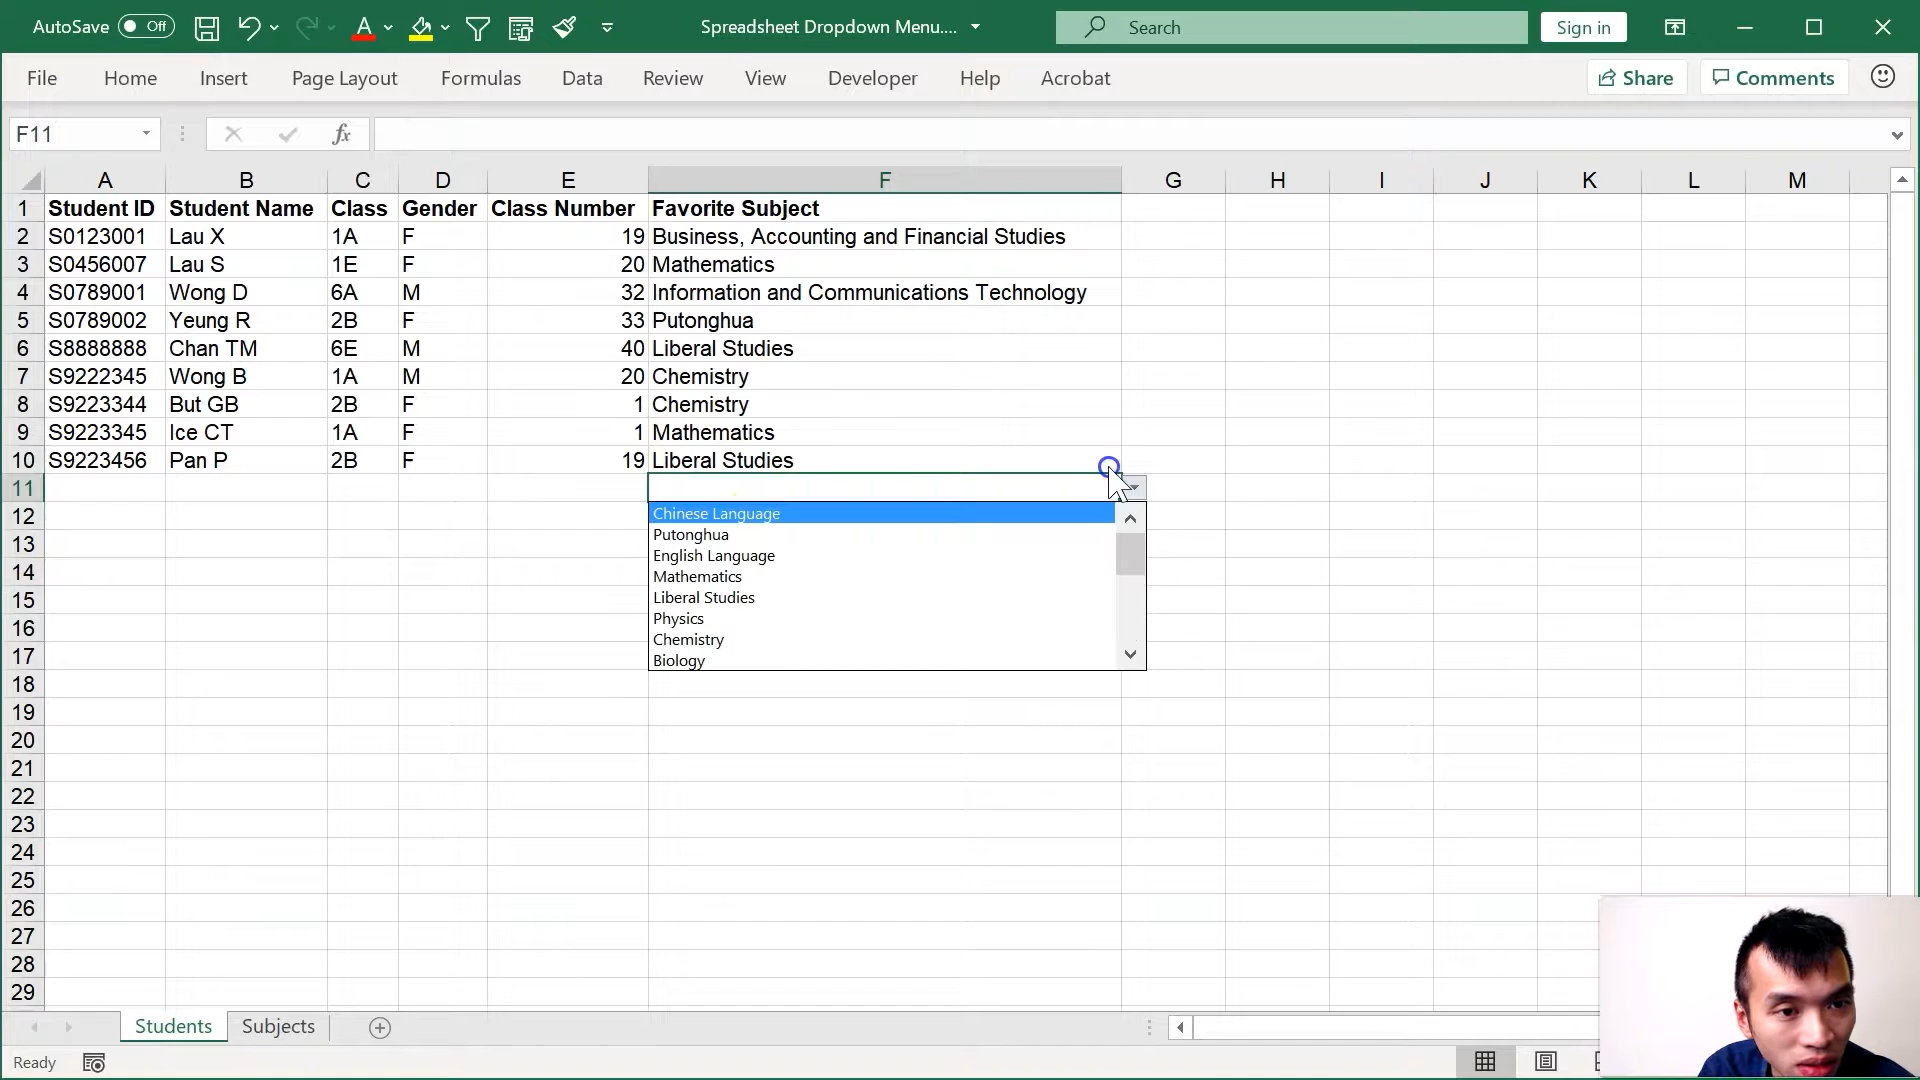 AutoSave Off Spreadsheet Dropdown Menu.... Search Sign in
File Home Insert Page Layout Formulas Data Review View Developer Help Acrobat Share Comments
F11 fx
A B C D E F G H I J K L M
1 Student ID Student Name Class Gender Class Number Favorite Subject
2 S0123001 Lau X 1A F 19 Business, Accounting and Financial Studies
3 S0456007 Lau S 1E F 20 Mathematics
4 S0789001 Wong D 6A M 32 Information and Communications Technology
5 S0789002 Yeung R 2B F 33 Putonghua
6 S8888888 Chan TM 6E M 40 Liberal Studies
7 S9222345 Wong B 1A M 20 Chemistry
8 S9223344 But GB 2B F 1 Chemistry
9 S9223345 Ice CT 1A F 1 Mathematics
10 S9223456 Pan P 2B F 19 Liberal Studies
11
12 Chinese Language
Putonghua
13 English Language
14 Mathematics
15 Liberal Studies
16 Physics
17 Chemistry
Biology
18
19
20
21
22
23
24
25
26
27
28
29
Students Subjects
Ready